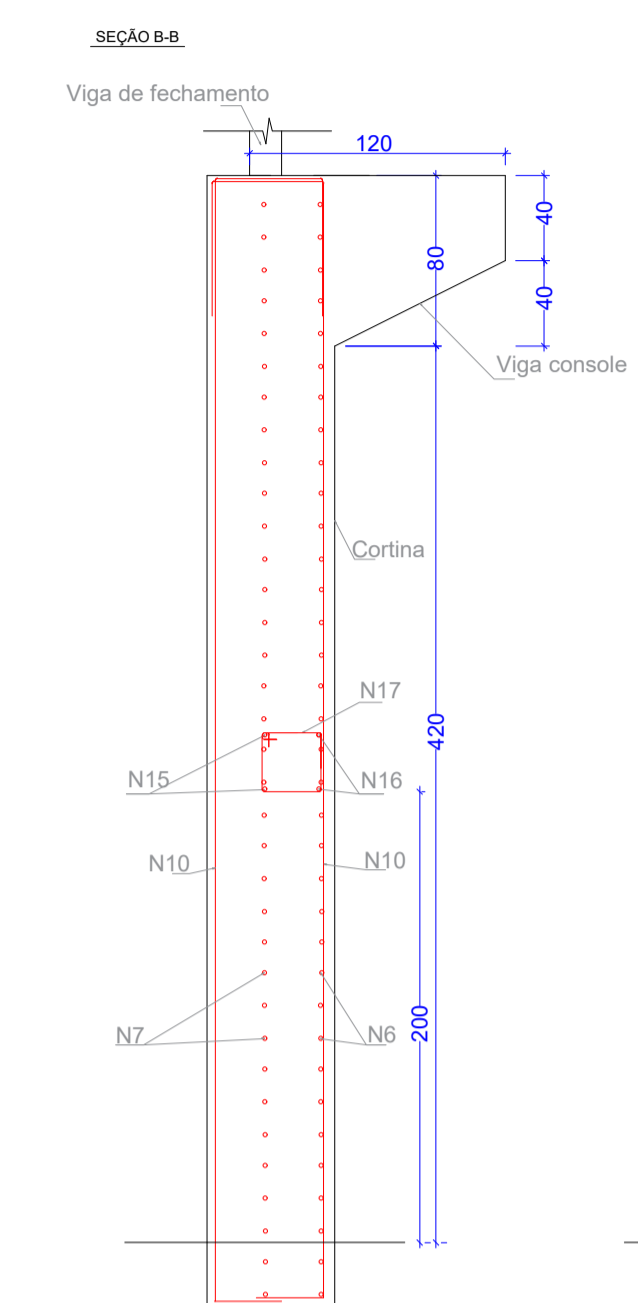 SEÇÃO B-B
Viga de fechamento
120
40
80
40
Viga console
Cortina
N17
420
N15
N16
N10
N10
200
N7
N6